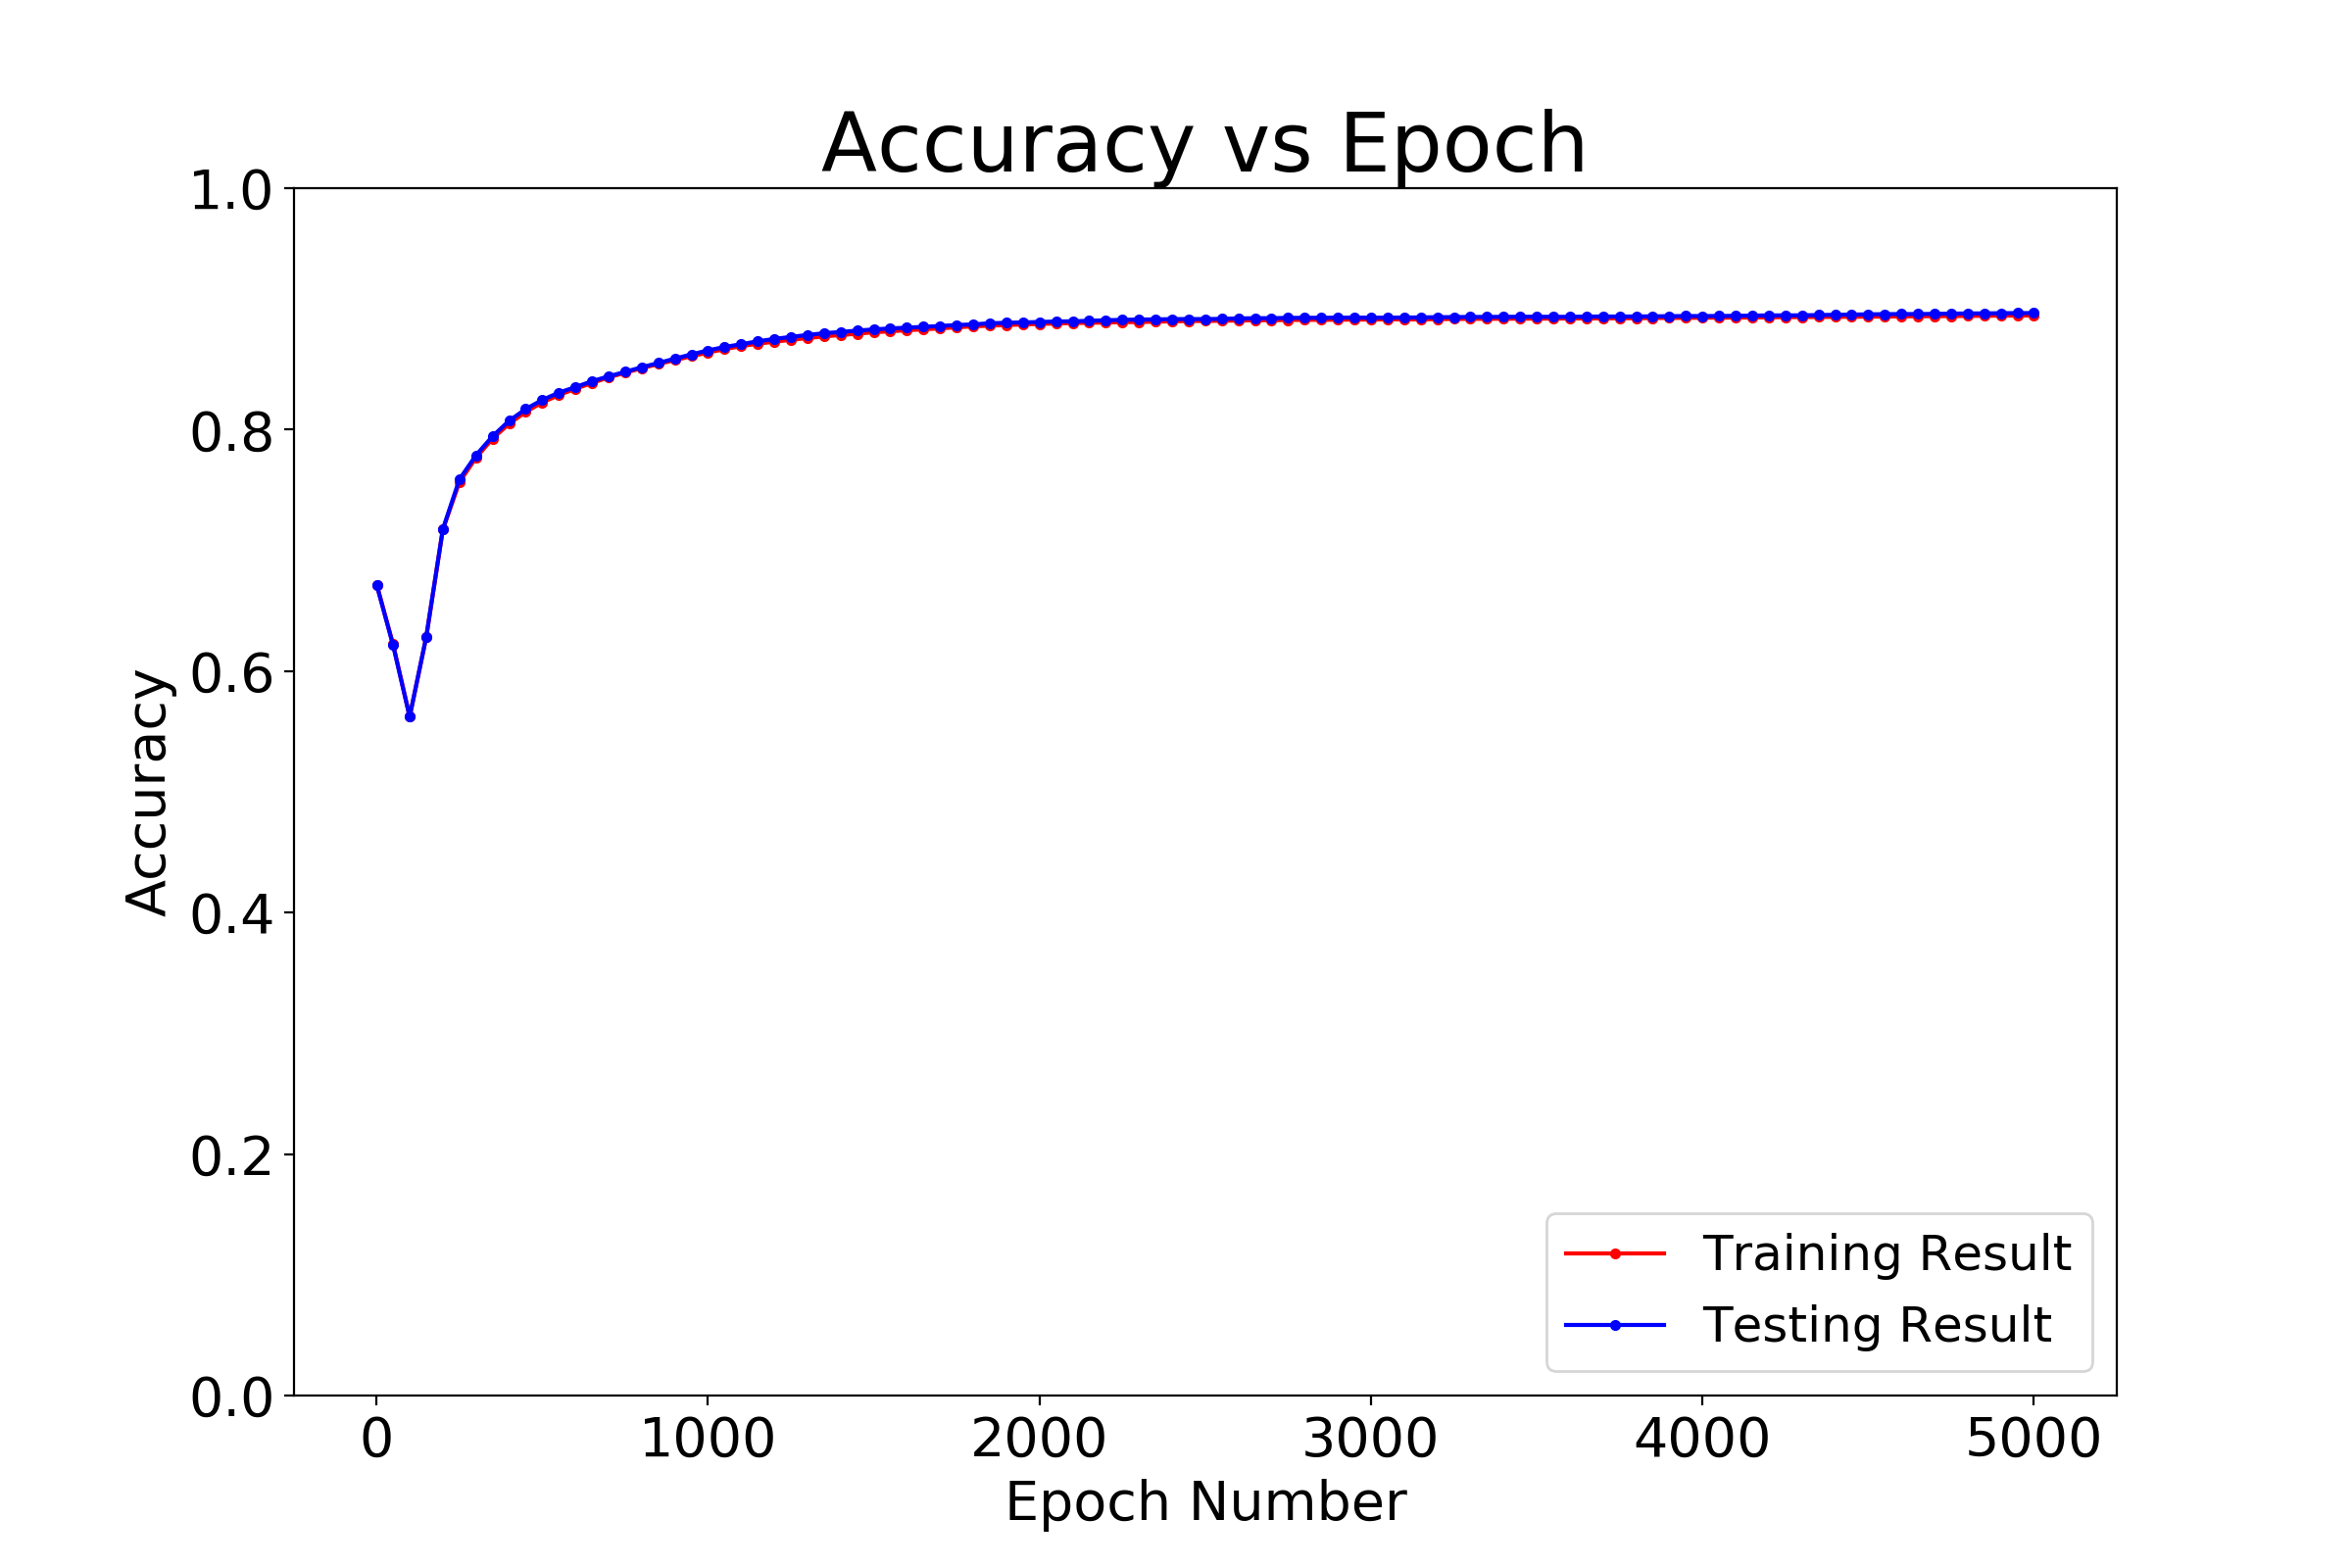 Accuracy vs Epoch
1.0
0.8
0.6
0.4
0.2
0.0
Accuracy
0 1000 2000 3000 4000 5000
Epoch Number
Training Result
Testing Result